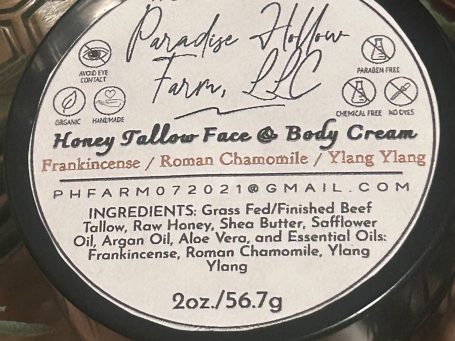 Paradise Hollow
Farm, LLC
AVOID EYE
CONTACT
PARABEN FREE
ORGANIC
HANDMADE
CHEMICAL FREE
NO DYES
Honey Tallow Face & Body Cream
Frankincense / Roman Chamomile / Ylang Ylang
PHFARM072021@GMAIL.COM
INGREDIENTS: Grass Fed/Finished Beef
Tallow, Raw Honey, Shea Butter, Safflower
Oil, Argan Oil, Aloe Vera, and Essential Oils:
Frankincense, Roman Chamomile, Ylang
Ylang
2oz./56.7g